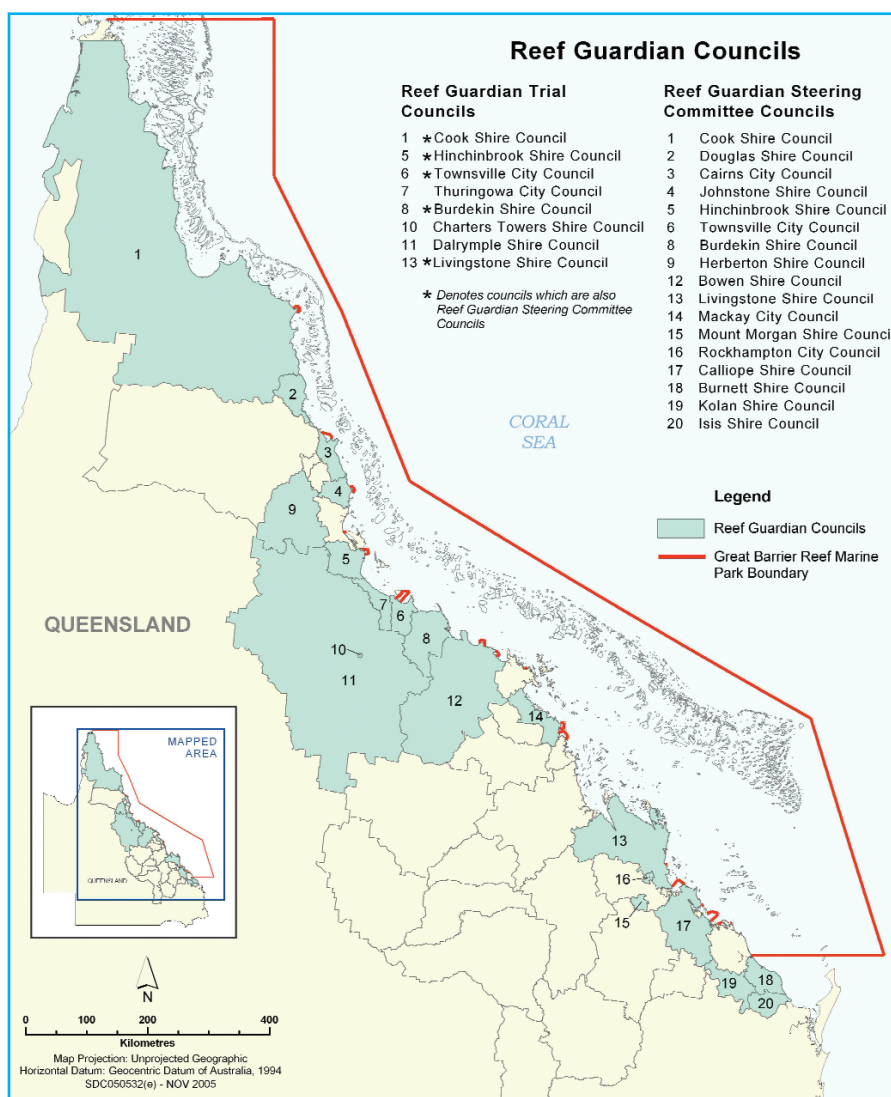 Reef Guardian Councils
Reef Guardian Trial
Councils
1 *Cook Shire Council
5 *Hinchinbrook Shire Council
6 *Townsville City Council
7 Thuringowa City Council
8 *Burdekin Shire Council
10 Charters Towers Shire Council
11 Dalrymple Shire Council
13 *Livingstone Shire Council
* Denotes councils which are also
Reef Guardian Steering Committee
Councils
Reef Guardian Steering
Committee Councils
1 Cook Shire Council
2 Douglas Shire Council
3 Cairns City Council
4 Johnstone Shire Council
5 Hinchinbrook Shire Council
6 Townsville City Council
8 Burdekin Shire Council
9 Herberton Shire Council
12 Bowen Shire Council
13 Livingstone Shire Council
14 Mackay City Council
15 Mount Morgan Shire Council
16 Rockhampton City Council
17 Calliope Shire Council
18 Burnett Shire Council
19 Kolan Shire Council
20 Isis Shire Council
1
2
CORAL
SEA
3
4
9
Legend
Reef Guardian Councils
Great Barrier Reef Marine
Park Boundary
5
7
6
8
QUEENSLAND
10
11
12
14
MAPPED
AREA
QUEENSLAND
13
16
15
17
19
18
20
N
0 100 200 400
Kilometres
Map Projection: Unprojected Geographic
Horizontal Datum: Geocentric Datum of Australia, 1994
SDC050532(e) - NOV 2005